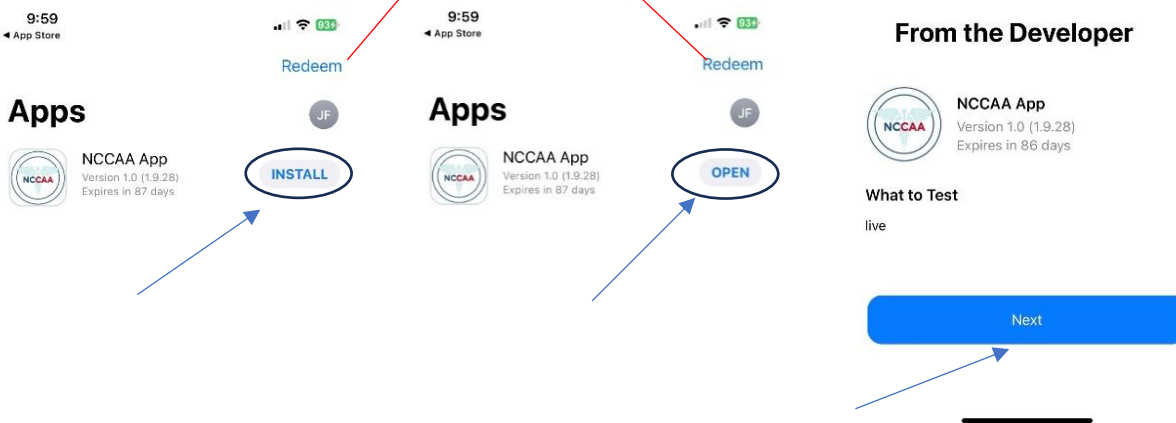 9:59
◀ App Store
93
Redeem
Apps
JF
NCCAA
NCCAA App
Version 1.0 (1.9.28)
Expires in 87 days
INSTALL
9:59
◀ App Store
93
Redeem
Apps
JF
NCCAA
NCCAA App
Version 1.0 (1.9.28)
Expires in 87 days
OPEN
From the Developer
NCCAA
NCCAA App
Version 1.0 (1.9.28)
Expires in 86 days
What to Test
live
Next